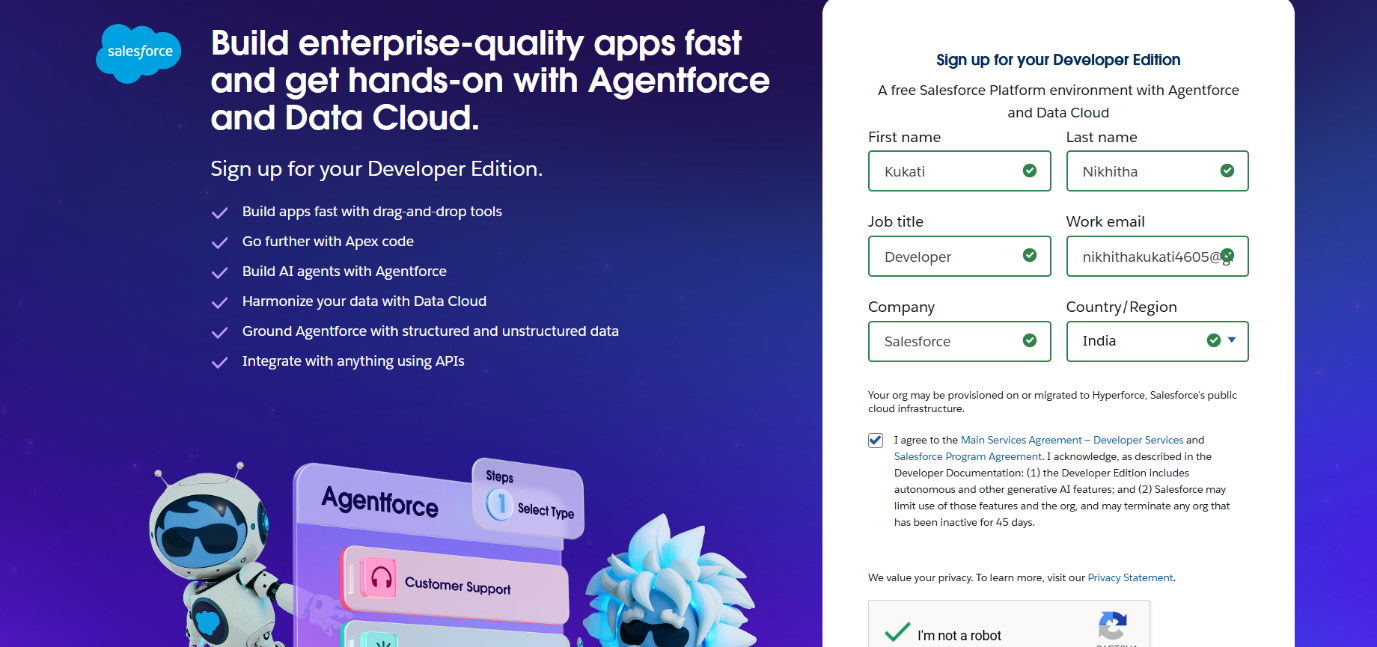 salesforce
Build enterprise-quality apps fast
and get hands-on with Agentforce
and Data Cloud.
Sign up for your Developer Edition.
Build apps fast with drag-and-drop tools
Go further with Apex code
Build AI agents with Agentforce
Harmonize your data with Data Cloud
Ground Agentforce with structured and unstructured data
Integrate with anything using APIs
Agentforce
Steps
1 Select Type
Customer Support
Sign up for your Developer Edition
A free Salesforce Platform environment with Agentforce
and Data Cloud
First name Last name
Kukati Nikhitha
Job title Work email
Developer nikhithakukati4605@g
Company Country/Region
Salesforce India
Your org may be provisioned on or migrated to Hyperforce, Salesforce's public
cloud infrastructure.
I agree to the Main Services Agreement – Developer Services and
Salesforce Program Agreement. I acknowledge, as described in the
Developer Documentation: (1) the Developer Edition includes
autonomous and other generative AI features; and (2) Salesforce may
limit use of those features and the org, and may terminate any org that
has been inactive for 45 days.
We value your privacy. To learn more, visit our Privacy Statement.
I'm not a robot